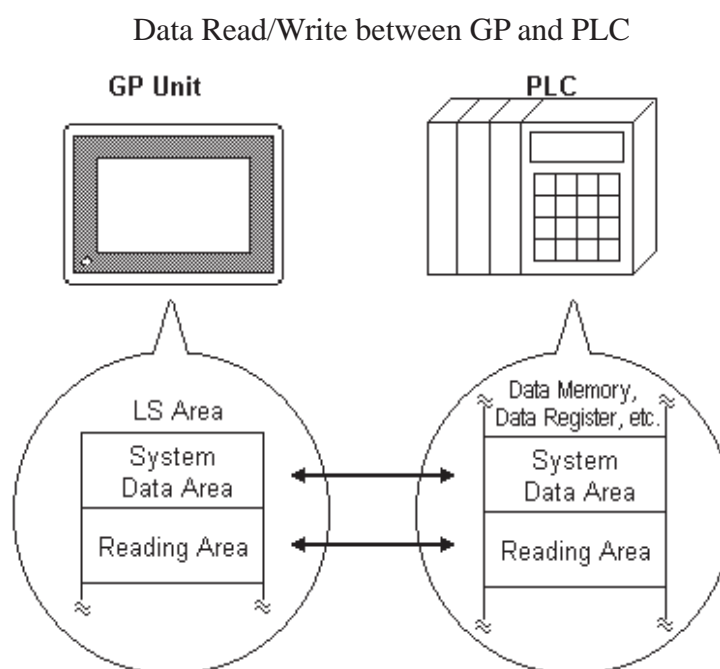 Data Read/Write between GP and PLC
GP Unit
PLC
LS Area
System
Data Area
Reading Area
Data Memory,
Data Register, etc.
System
Data Area
Reading Area